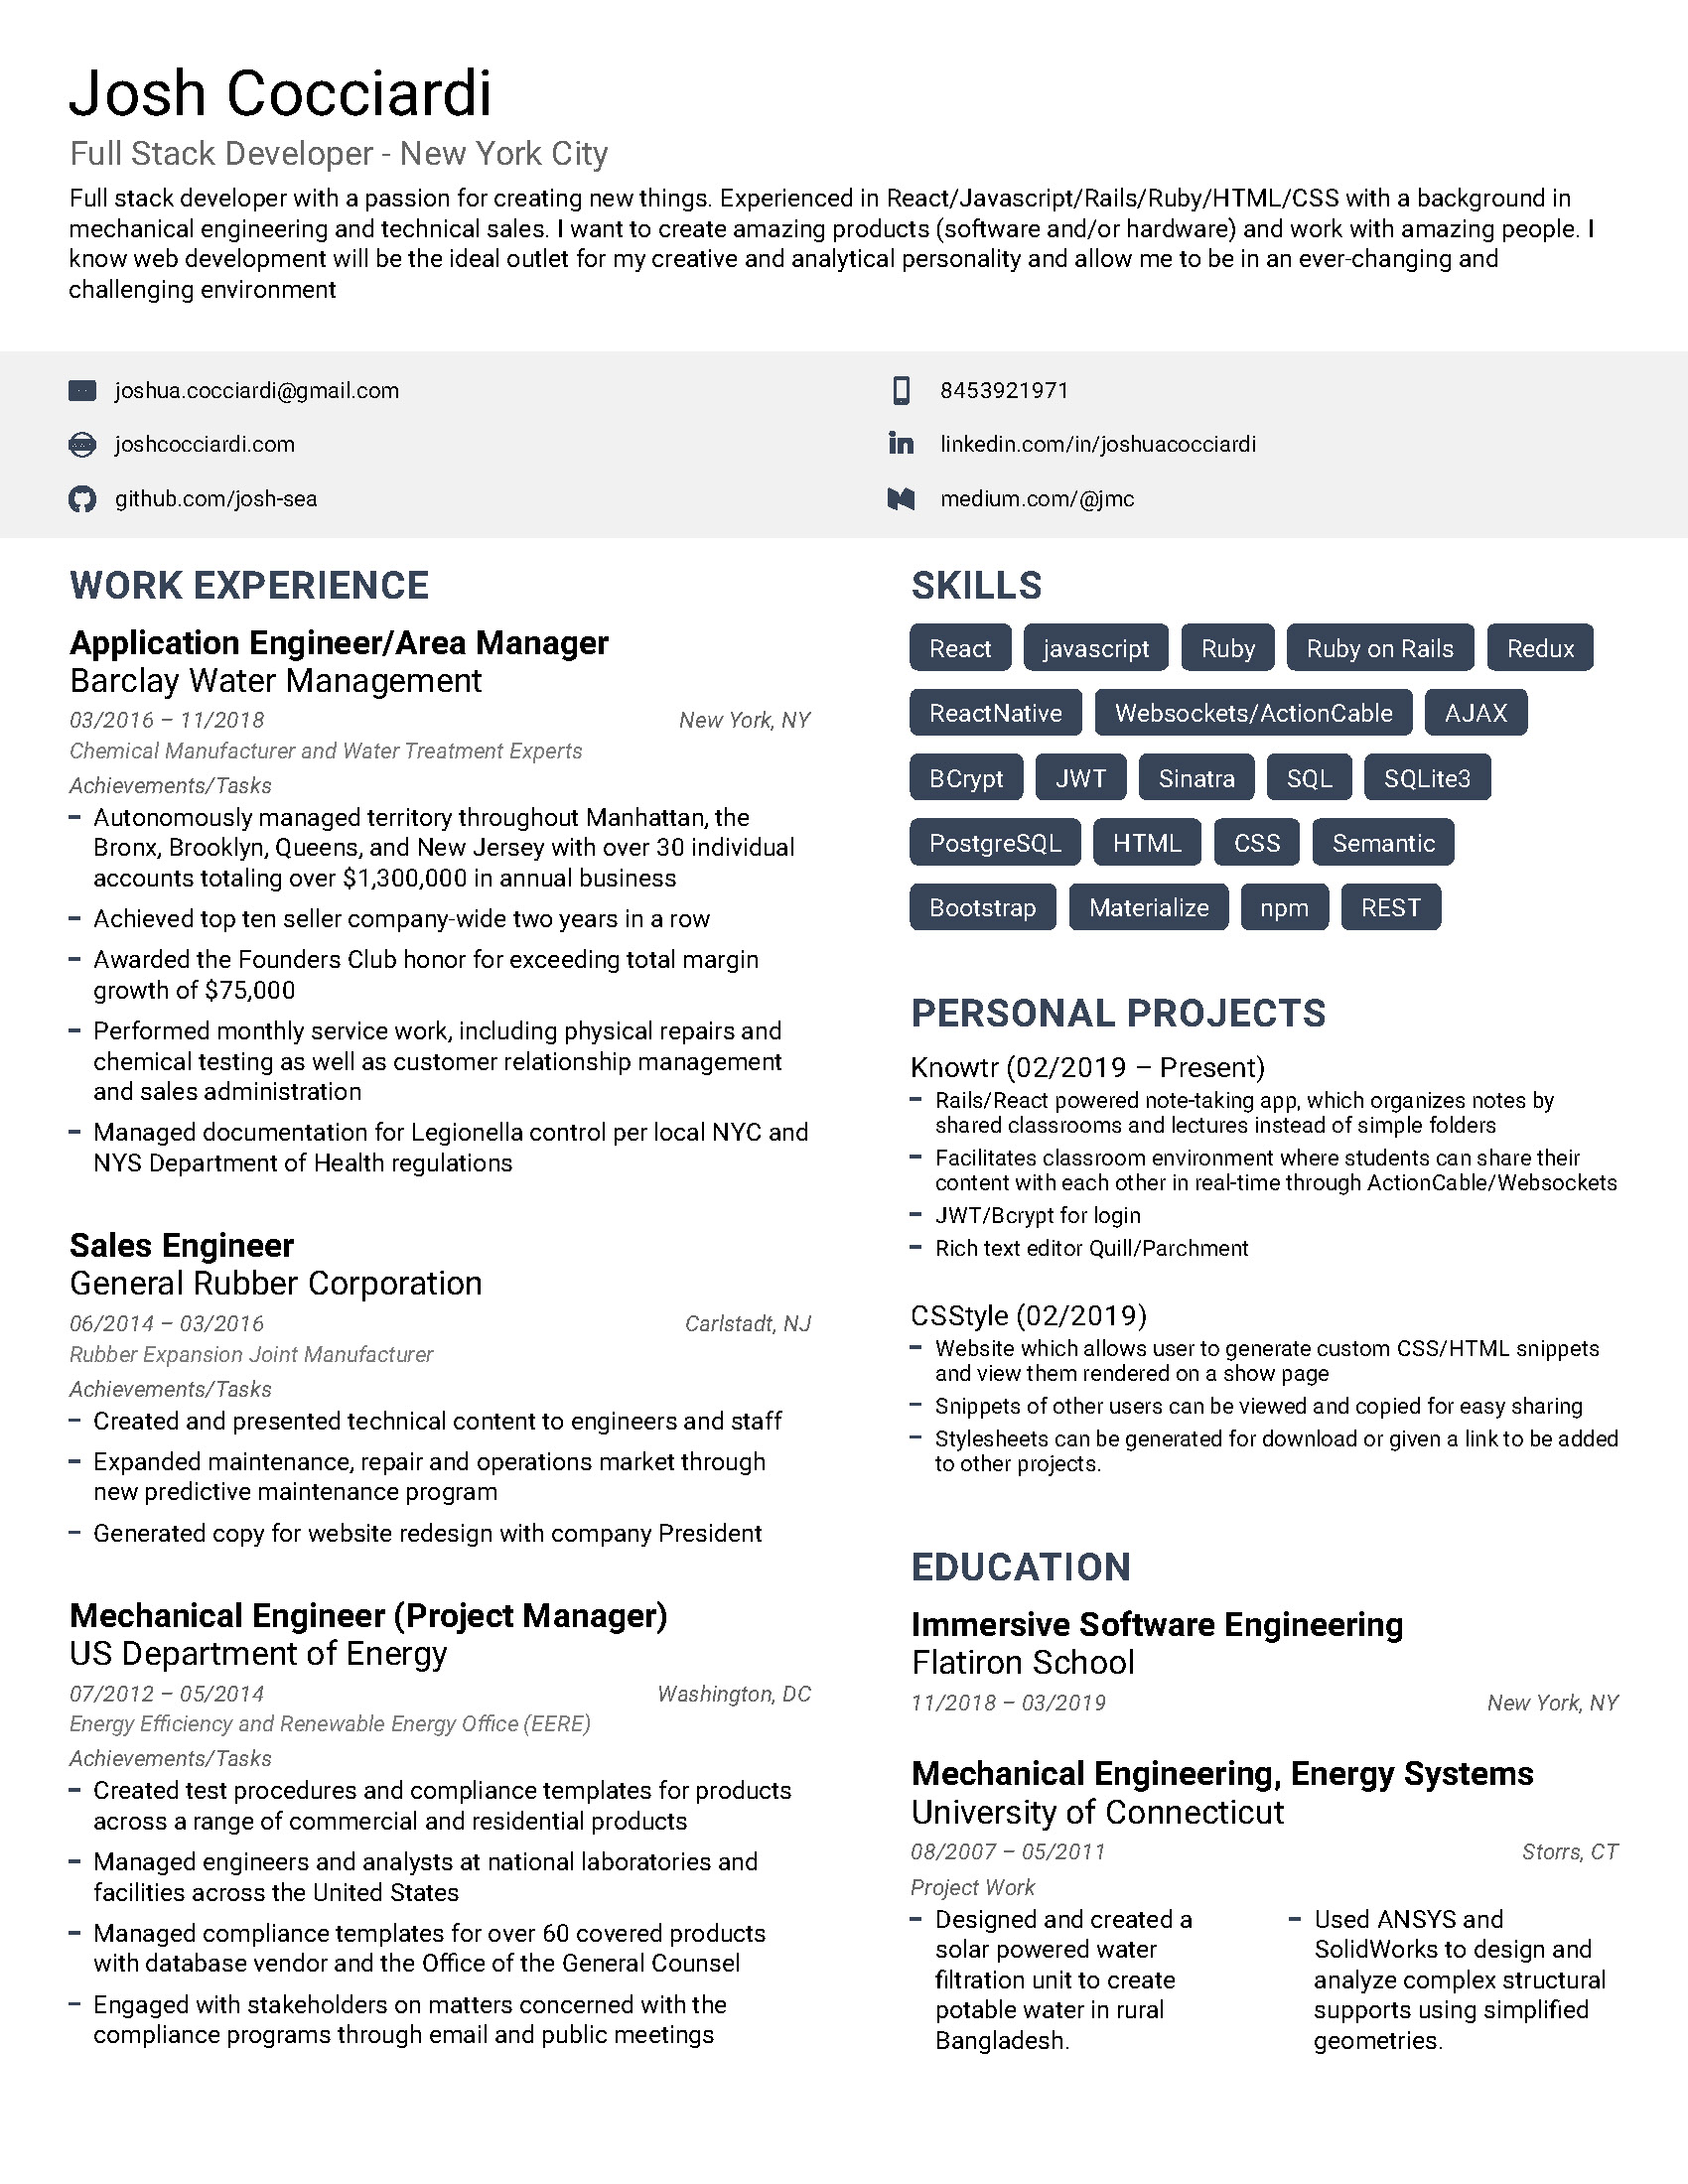 Josh Cocciardi
Full Stack Developer - New York City
Full stack developer with a passion for creating new things. Experienced in React/Javascript/Rails/Ruby/HTML/CSS with a background in
mechanical engineering and technical sales. I want to create amazing products (software and/or hardware) and work with amazing people. I
know web development will be the ideal outlet for my creative and analytical personality and allow me to be in an ever-changing and
challenging environment
joshua.cocciardi@gmail.com
8453921971
joshcocciardi.com
linkedin.com/in/joshuacocciardi
github.com/josh-sea
medium.com/@jmc
WORK EXPERIENCE
Application Engineer/Area Manager
Barclay Water Management
03/2016 – 11/2018 New York, NY
Chemical Manufacturer and Water Treatment Experts
Achievements/Tasks
– Autonomously managed territory throughout Manhattan, the
Bronx, Brooklyn, Queens, and New Jersey with over 30 individual
accounts totaling over $1,300,000 in annual business
– Achieved top ten seller company-wide two years in a row
– Awarded the Founders Club honor for exceeding total margin
growth of $75,000
– Performed monthly service work, including physical repairs and
chemical testing as well as customer relationship management
and sales administration
– Managed documentation for Legionella control per local NYC and
NYS Department of Health regulations
Sales Engineer
General Rubber Corporation
06/2014 – 03/2016 Carlstadt, NJ
Rubber Expansion Joint Manufacturer
Achievements/Tasks
– Created and presented technical content to engineers and staff
– Expanded maintenance, repair and operations market through
new predictive maintenance program
– Generated copy for website redesign with company President
Mechanical Engineer (Project Manager)
US Department of Energy
07/2012 – 05/2014 Washington, DC
Energy Efficiency and Renewable Energy Office (EERE)
Achievements/Tasks
– Created test procedures and compliance templates for products
across a range of commercial and residential products
– Managed engineers and analysts at national laboratories and
facilities across the United States
– Managed compliance templates for over 60 covered products
with database vendor and the Office of the General Counsel
– Engaged with stakeholders on matters concerned with the
compliance programs through email and public meetings
SKILLS
React javascript Ruby Ruby on Rails Redux
ReactNative Websockets/ActionCable AJAX
BCrypt JWT Sinatra SQL SQLite3
PostgreSQL HTML CSS Semantic
Bootstrap Materialize npm REST
PERSONAL PROJECTS
Knowtr (02/2019 – Present)
– Rails/React powered note-taking app, which organizes notes by
shared classrooms and lectures instead of simple folders
– Facilitates classroom environment where students can share their
content with each other in real-time through ActionCable/Websockets
– JWT/Bcrypt for login
– Rich text editor Quill/Parchment
CSStyle (02/2019)
– Website which allows user to generate custom CSS/HTML snippets
and view them rendered on a show page
– Snippets of other users can be viewed and copied for easy sharing
– Stylesheets can be generated for download or given a link to be added
to other projects.
EDUCATION
Immersive Software Engineering
Flatiron School
11/2018 – 03/2019 New York, NY
Mechanical Engineering, Energy Systems
University of Connecticut
08/2007 – 05/2011 Storrs, CT
Project Work
– Designed and created a
solar powered water
filtration unit to create
potable water in rural
Bangladesh.
– Used ANSYS and
SolidWorks to design and
analyze complex structural
supports using simplified
geometries.